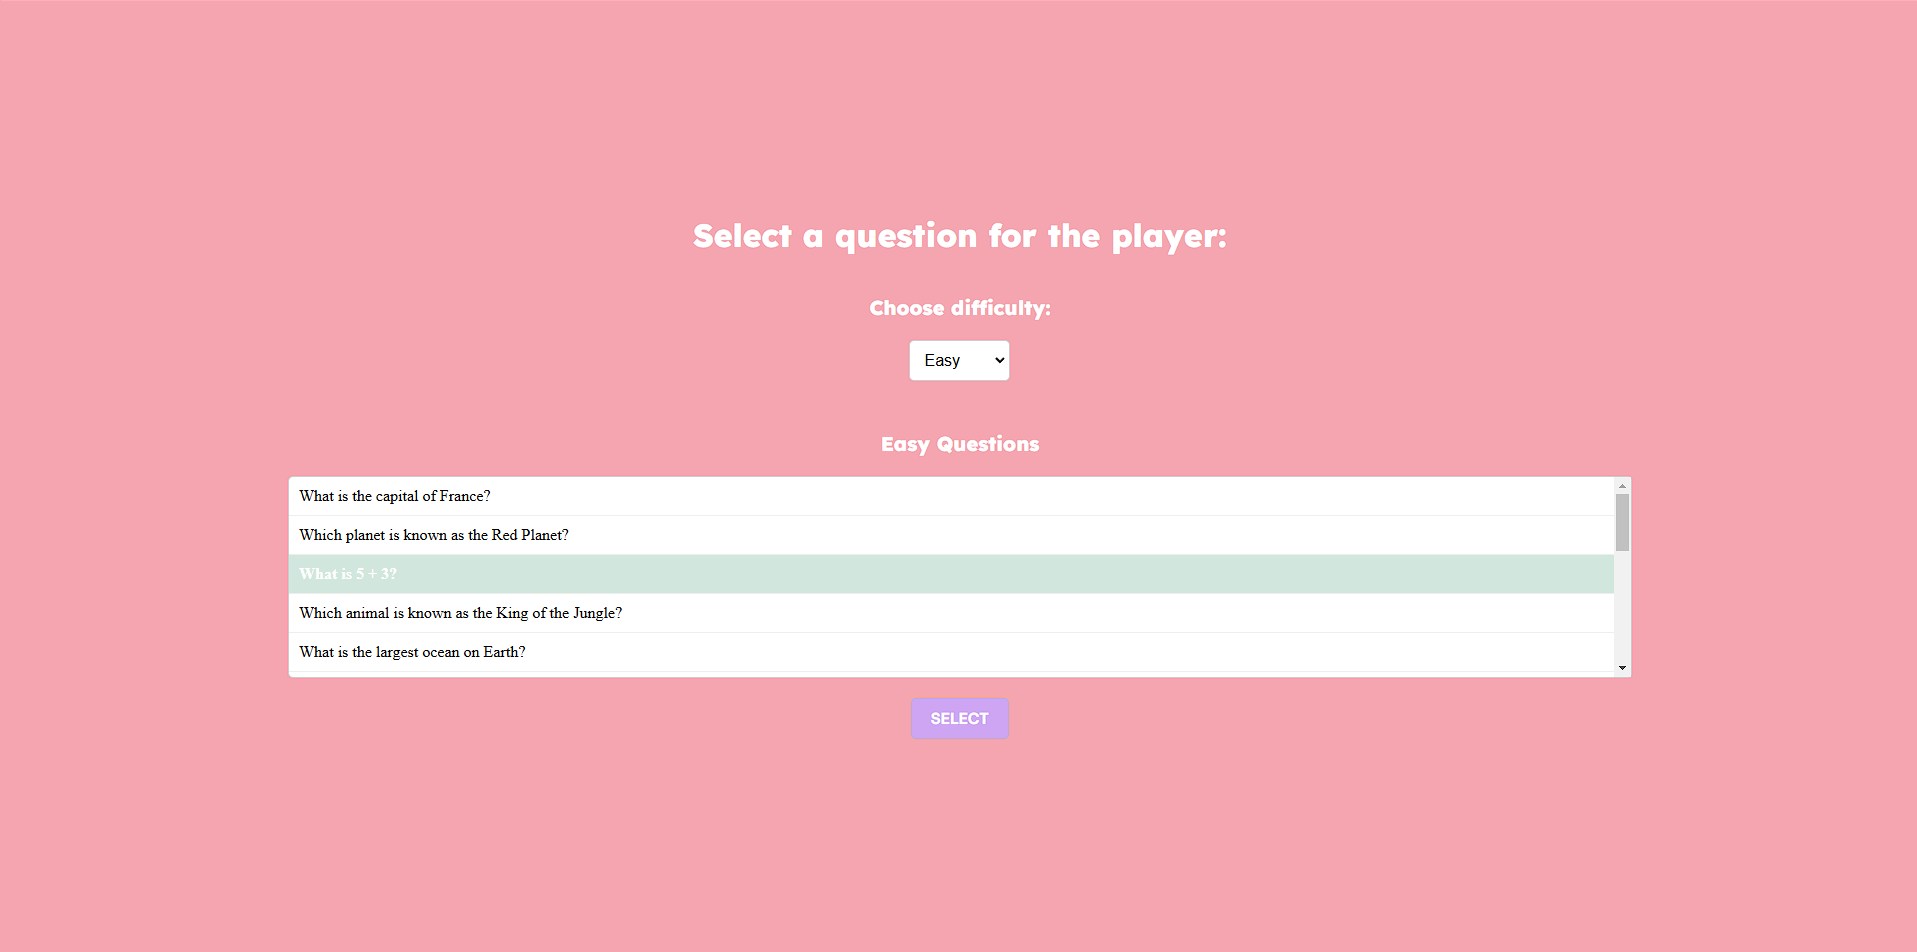 Select a question for the player:
Choose difficulty:
Easy
Easy Questions
What is the capital of France?
Which planet is known as the Red Planet?
What is 5 + 3?
Which animal is known as the King of the Jungle?
What is the largest ocean on Earth?
SELECT